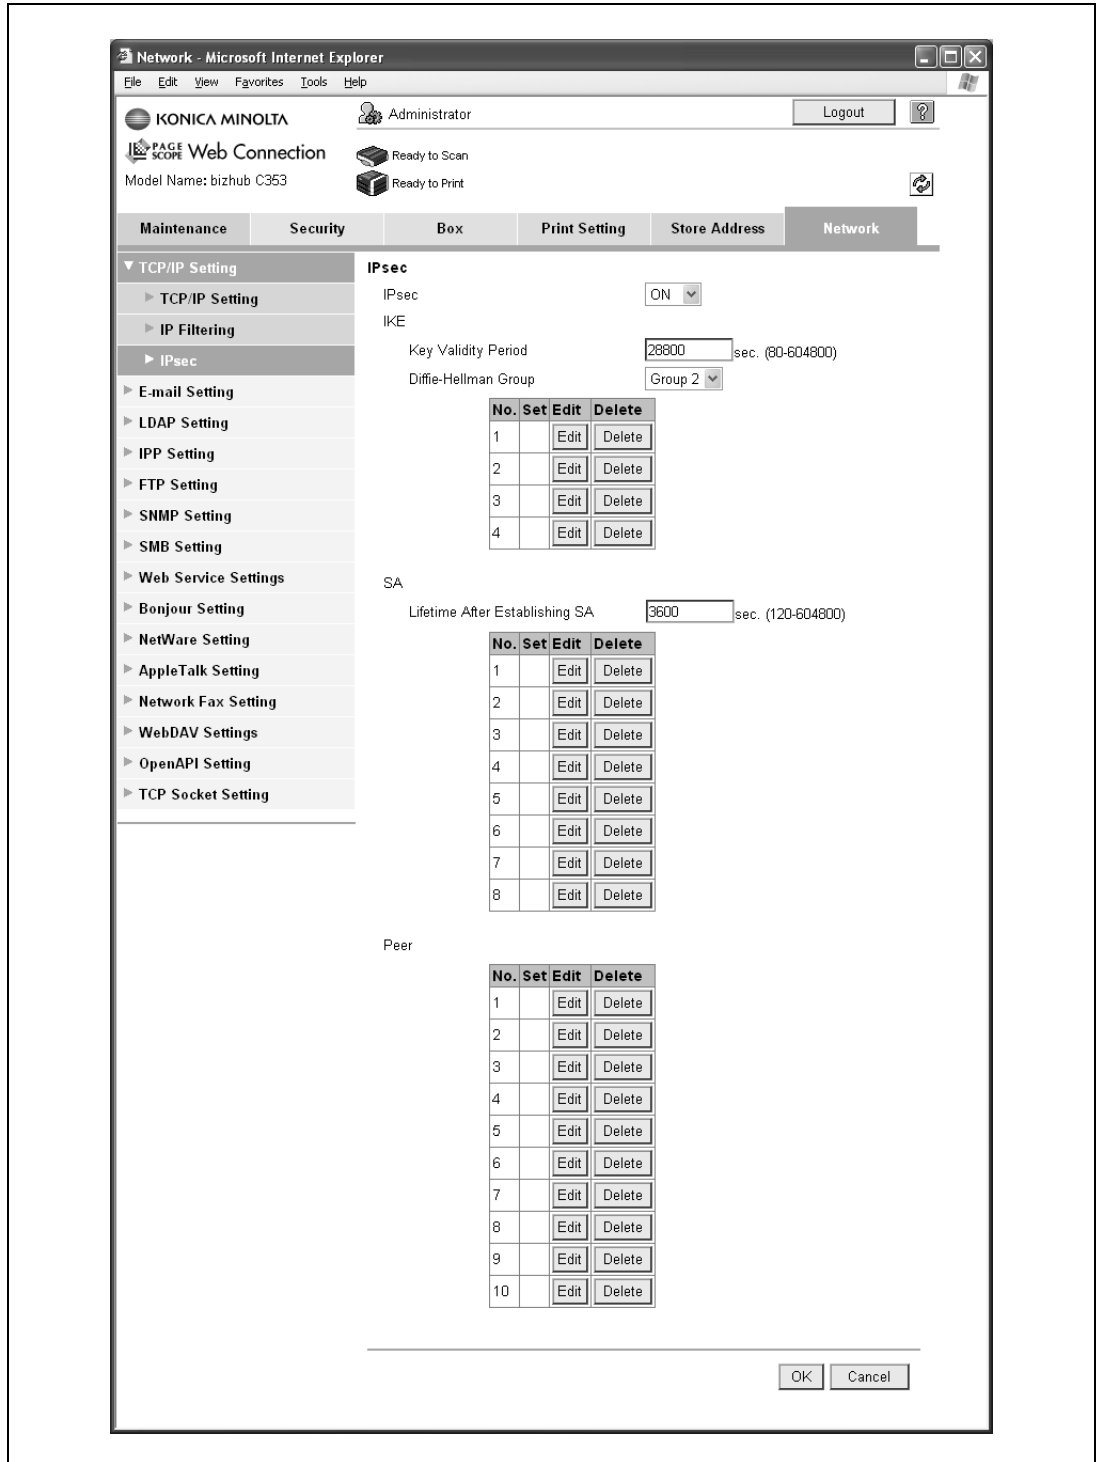 Network - Microsoft Internet Explorer
File Edit View Favorites Tools Help
KONICA MINOLTA
Administrator
Logout
?
PAGE SCOPE Web Connection
Ready to Scan
Model Name: bizhub C353
Ready to Print
Maintenance Security Box Print Setting Store Address Network
TCP/IP Setting
TCP/IP Setting
IP Filtering
IPsec
E-mail Setting
LDAP Setting
IPP Setting
FTP Setting
SNMP Setting
SMB Setting
Web Service Settings
Bonjour Setting
NetWare Setting
AppleTalk Setting
Network Fax Setting
WebDAV Settings
OpenAPI Setting
TCP Socket Setting
IPsec
IPsec ON
IKE
Key Validity Period 28800 sec. (80-604800)
Diffie-Hellman Group Group 2
No. Set Edit Delete
1 Edit Delete
2 Edit Delete
3 Edit Delete
4 Edit Delete
SA
Lifetime After Establishing SA 3600 sec. (120-604800)
No. Set Edit Delete
1 Edit Delete
2 Edit Delete
3 Edit Delete
4 Edit Delete
5 Edit Delete
6 Edit Delete
7 Edit Delete
8 Edit Delete
Peer
No. Set Edit Delete
1 Edit Delete
2 Edit Delete
3 Edit Delete
4 Edit Delete
5 Edit Delete
6 Edit Delete
7 Edit Delete
8 Edit Delete
9 Edit Delete
10 Edit Delete
OK Cancel